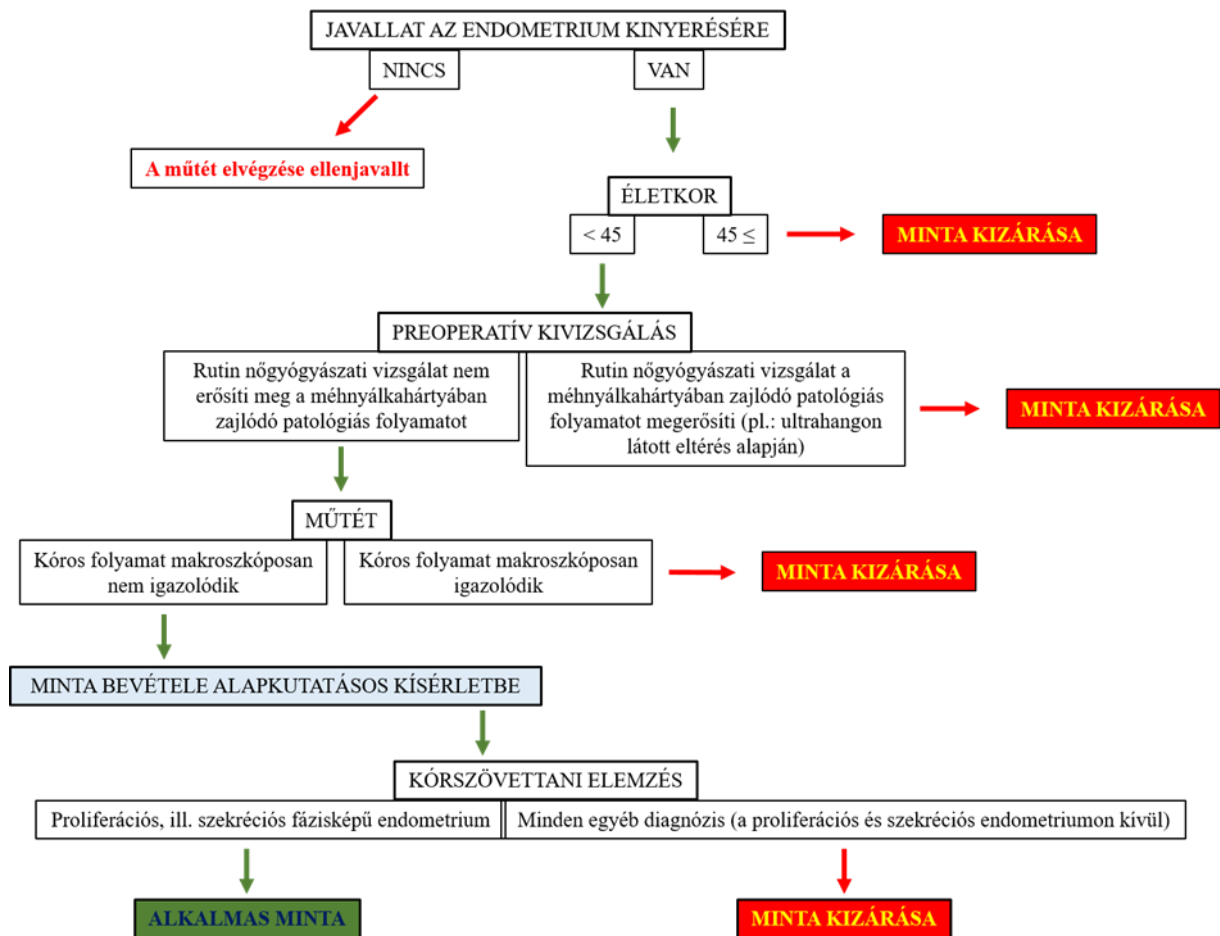 JAVALLAT AZ ENDOMETRIUM KINYERÉSÉRE
NINCS
VAN
A műtét elvégzése ellenjavallt
ÉLETKOR
< 45
45 ≤
MINTA KIZÁRÁSA
PREOPERATÍV KIVIZSGÁLÁS
Rutin nőgyógyászati vizsgálat nem
erősíti meg a méhnyálkahártyában
zajlódó patológiás folyamatot
Rutin nőgyógyászati vizsgálat a
méhnyálkahártyában zajlódó patológiás
folyamatot megerősíti (pl.: ultrahangon
látott eltérés alapján)
MINTA KIZÁRÁSA
MŰTÉT
Kóros folyamat makroszkóposan
nem igazolódik
Kóros folyamat makroszkóposan
igazolódik
MINTA KIZÁRÁSA
MINTA BEVÉTELE ALAPKUTATÁSOS KÍSÉRLETBE
KÓRSZÖVETTANI ELEMZÉS
Proliferációs, ill. szekréciós fázisképű endometrium
Minden egyéb diagnózis (a proliferációs és szekréciós endometriumon kívül)
ALKALMAS MINTA
MINTA KIZÁRÁSA